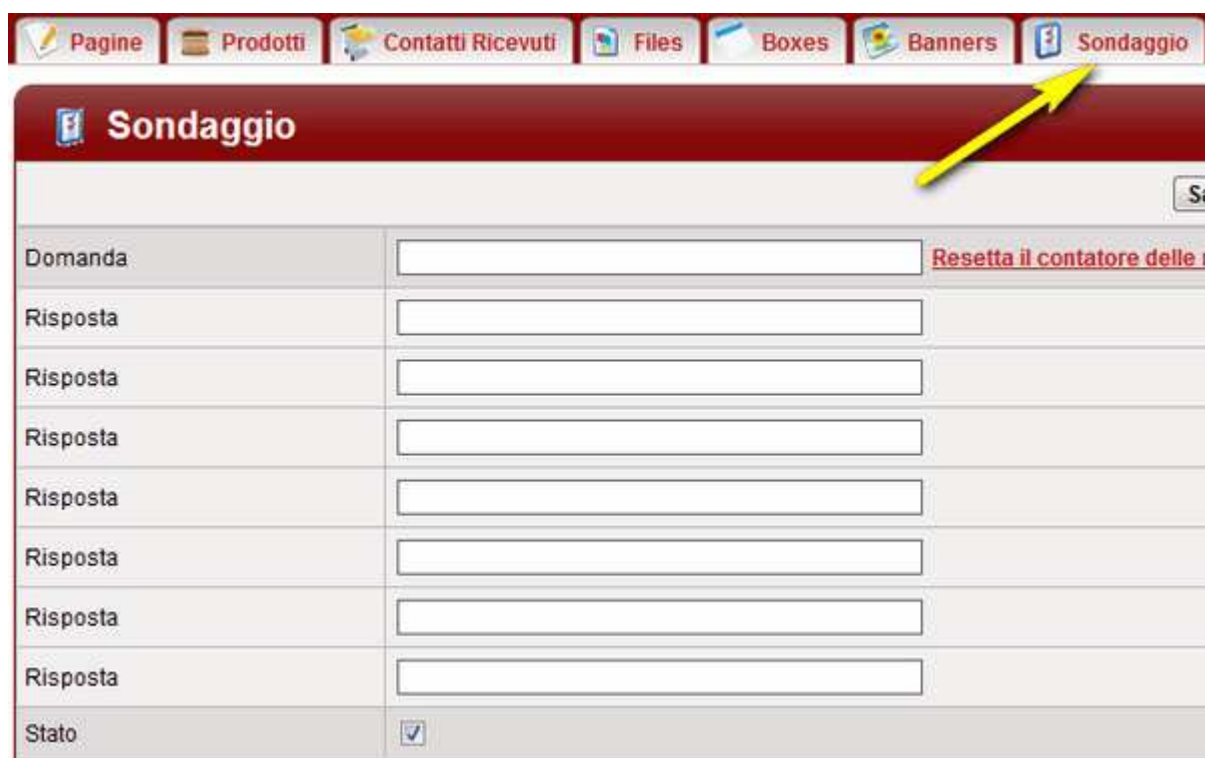 Pagine Prodotti Contatti Ricevuti Files Boxes Banners Sondaggio
Sondaggio
Domanda Resetta il contatore delle
Risposta
Risposta
Risposta
Risposta
Risposta
Risposta
Risposta
Stato